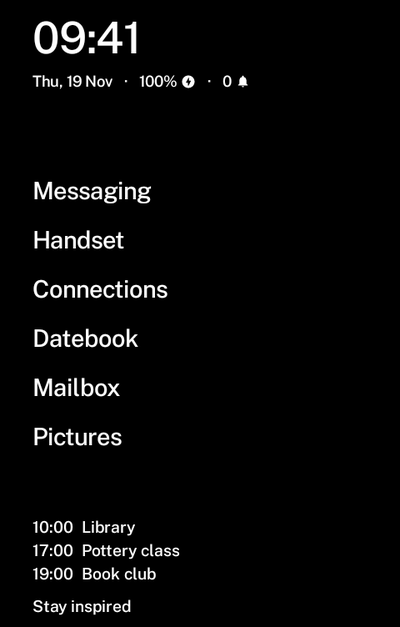 09:41
Thu, 19 Nov · 100% · 0
Messaging
Handset
Connections
Datebook
Mailbox
Pictures
10:00 Library
17:00 Pottery class
19:00 Book club
Stay inspired